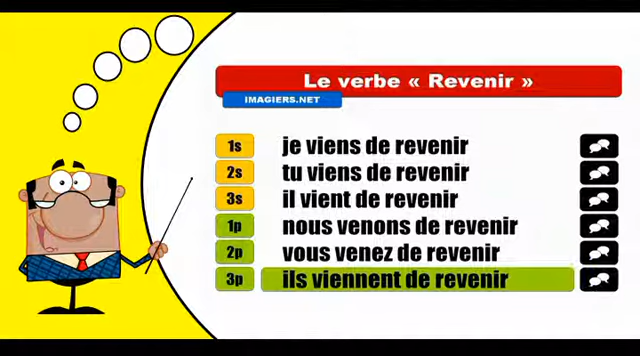 Le verbe « Revenir »
IMAGIERS.NET
1s je viens de revenir
2s tu viens de revenir
3s il vient de revenir
1p nous venons de revenir
2p vous venez de revenir
3p ils viennent de revenir